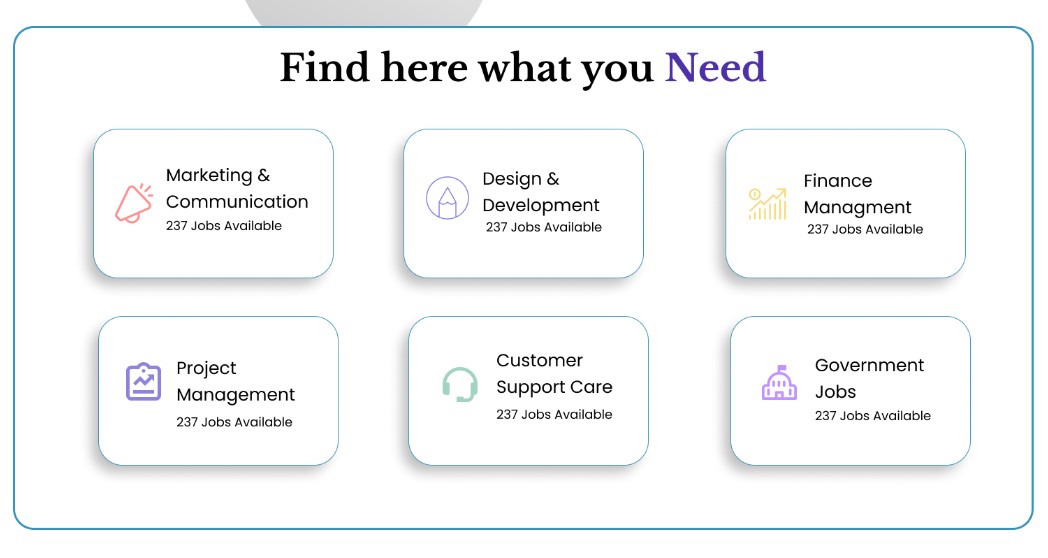 Find here what you Need
Marketing &
Communication
237 Jobs Available
Design &
Development
237 Jobs Available
Finance
Managment
237 Jobs Available
Project
Management
237 Jobs Available
Customer
Support Care
237 Jobs Available
Government
Jobs
237 Jobs Available